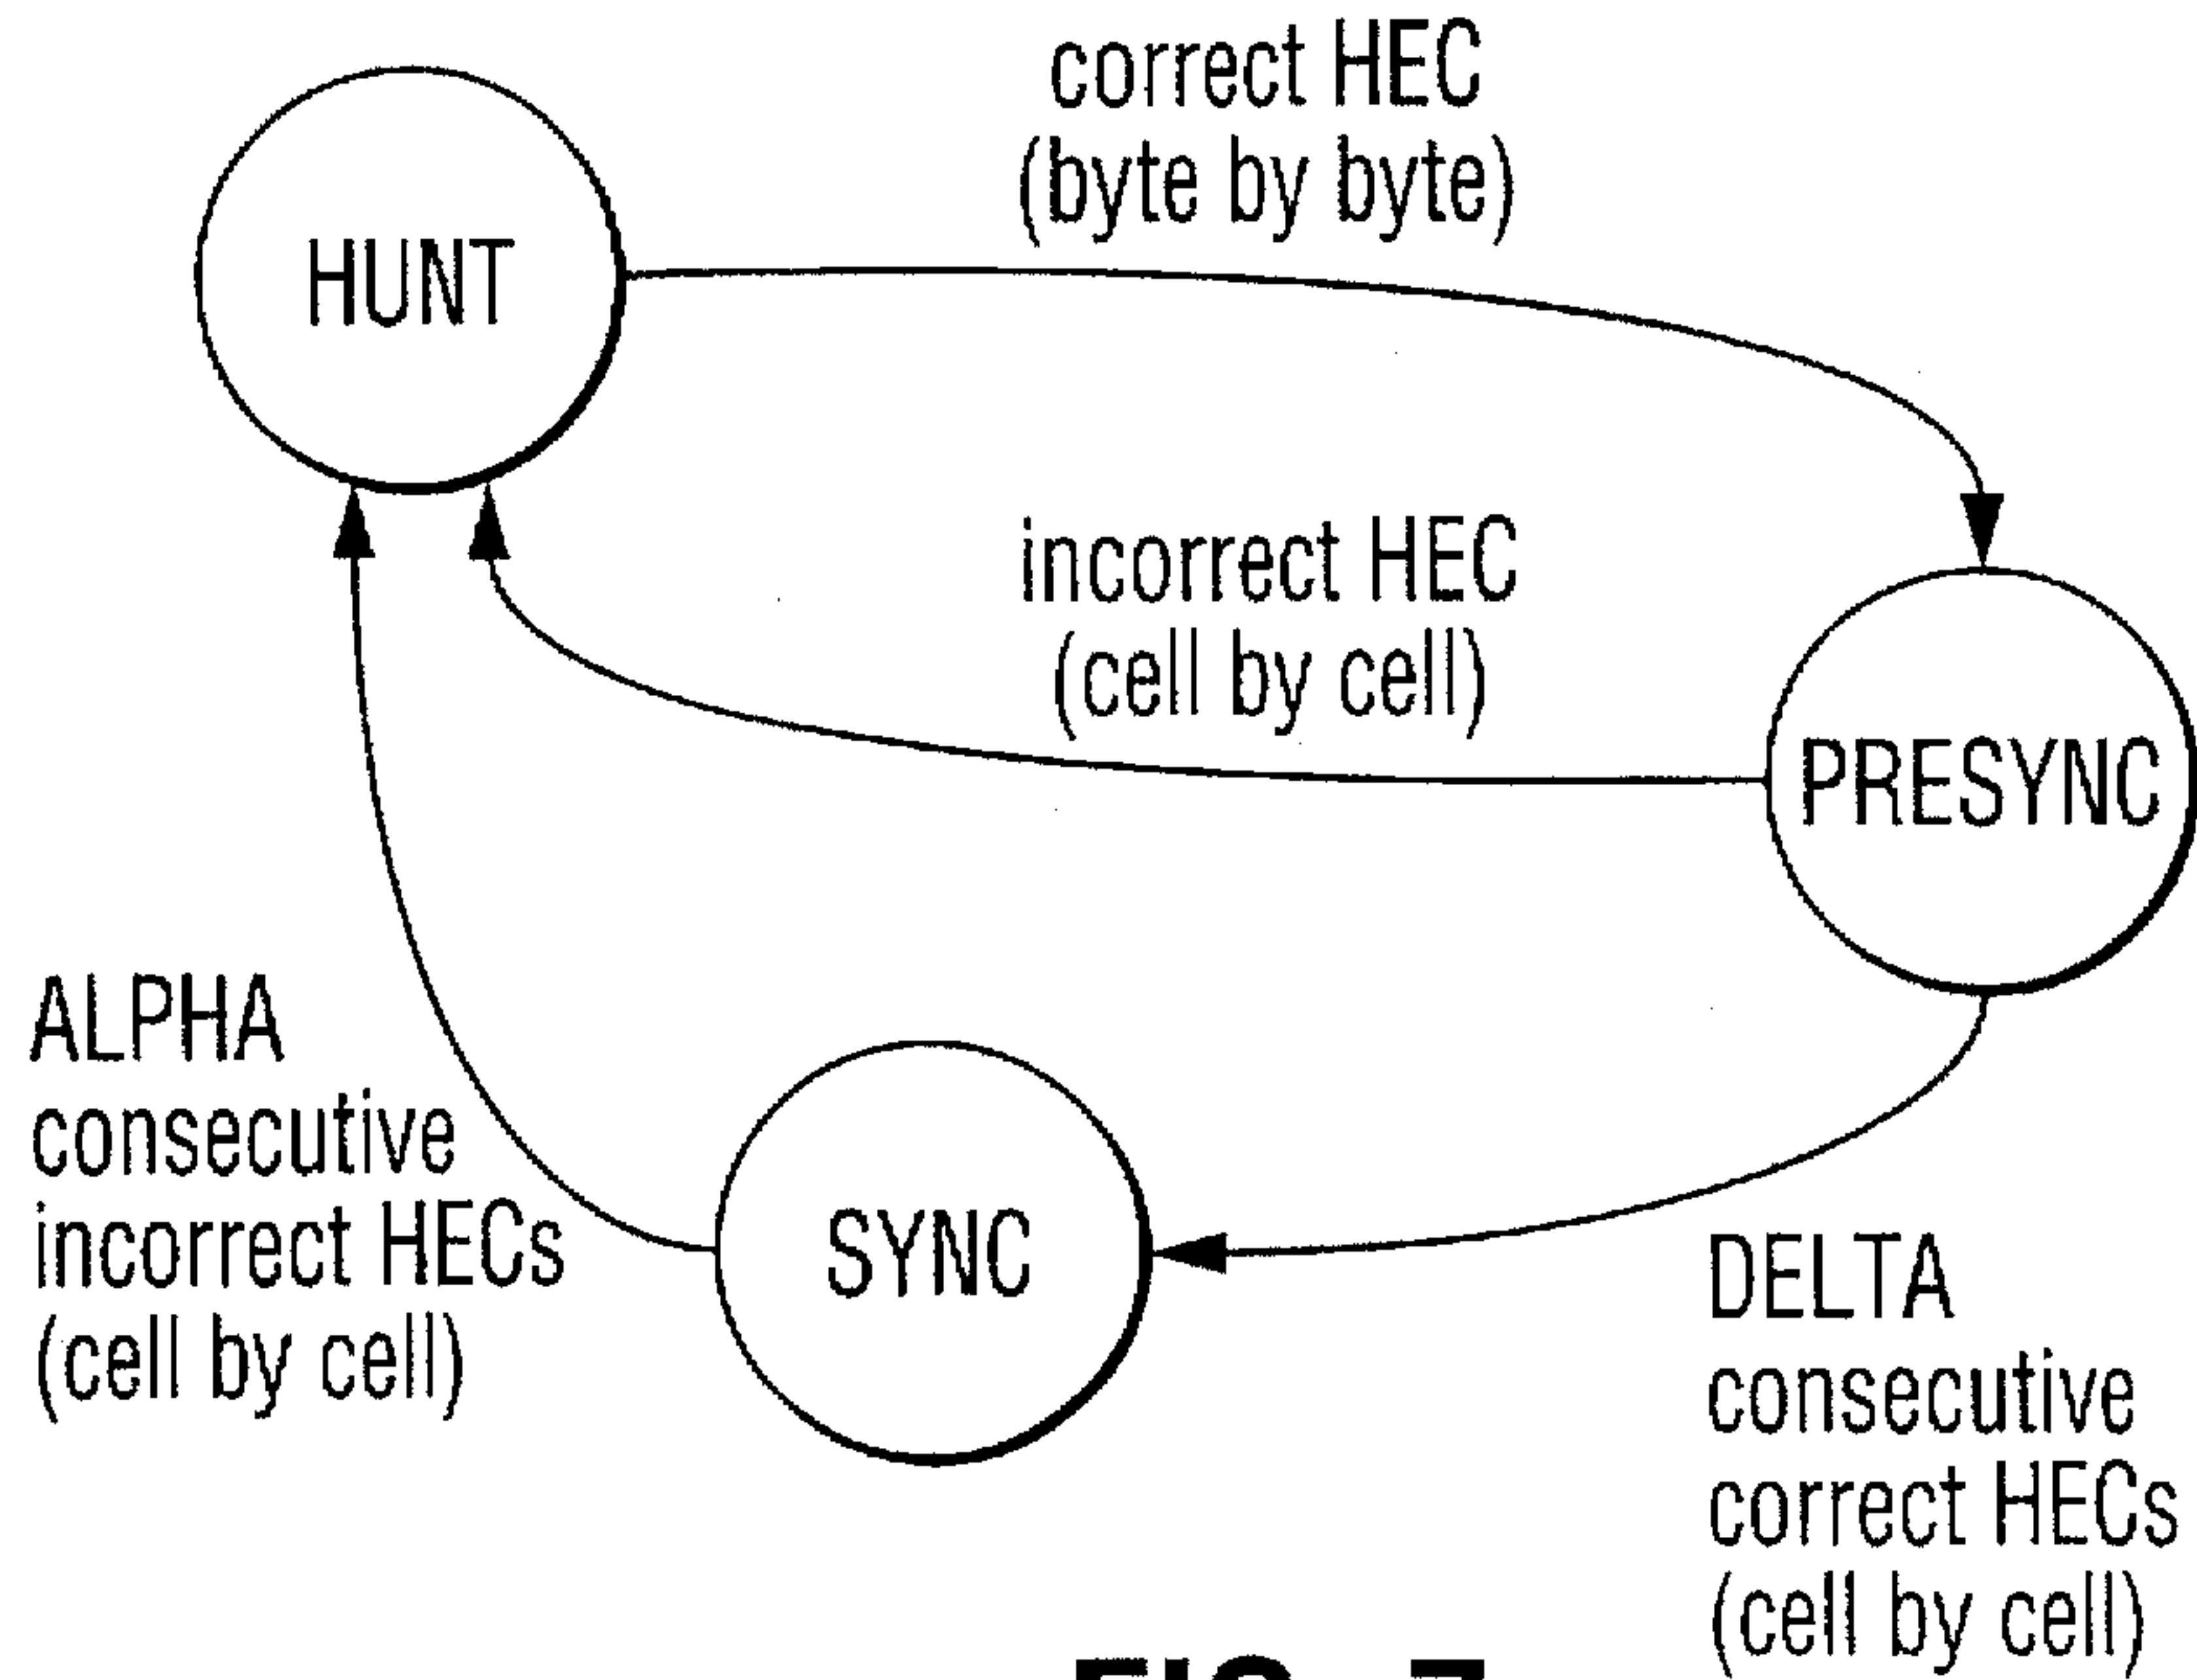 correct HEC
(byte by byte)
HUNT
incorrect HEC
(cell by cell)
PRESYNC
ALPHA
consecutive
incorrect HECs
(cell by cell)
SYNC
DELTA
consecutive
correct HECs
(cell by cell)